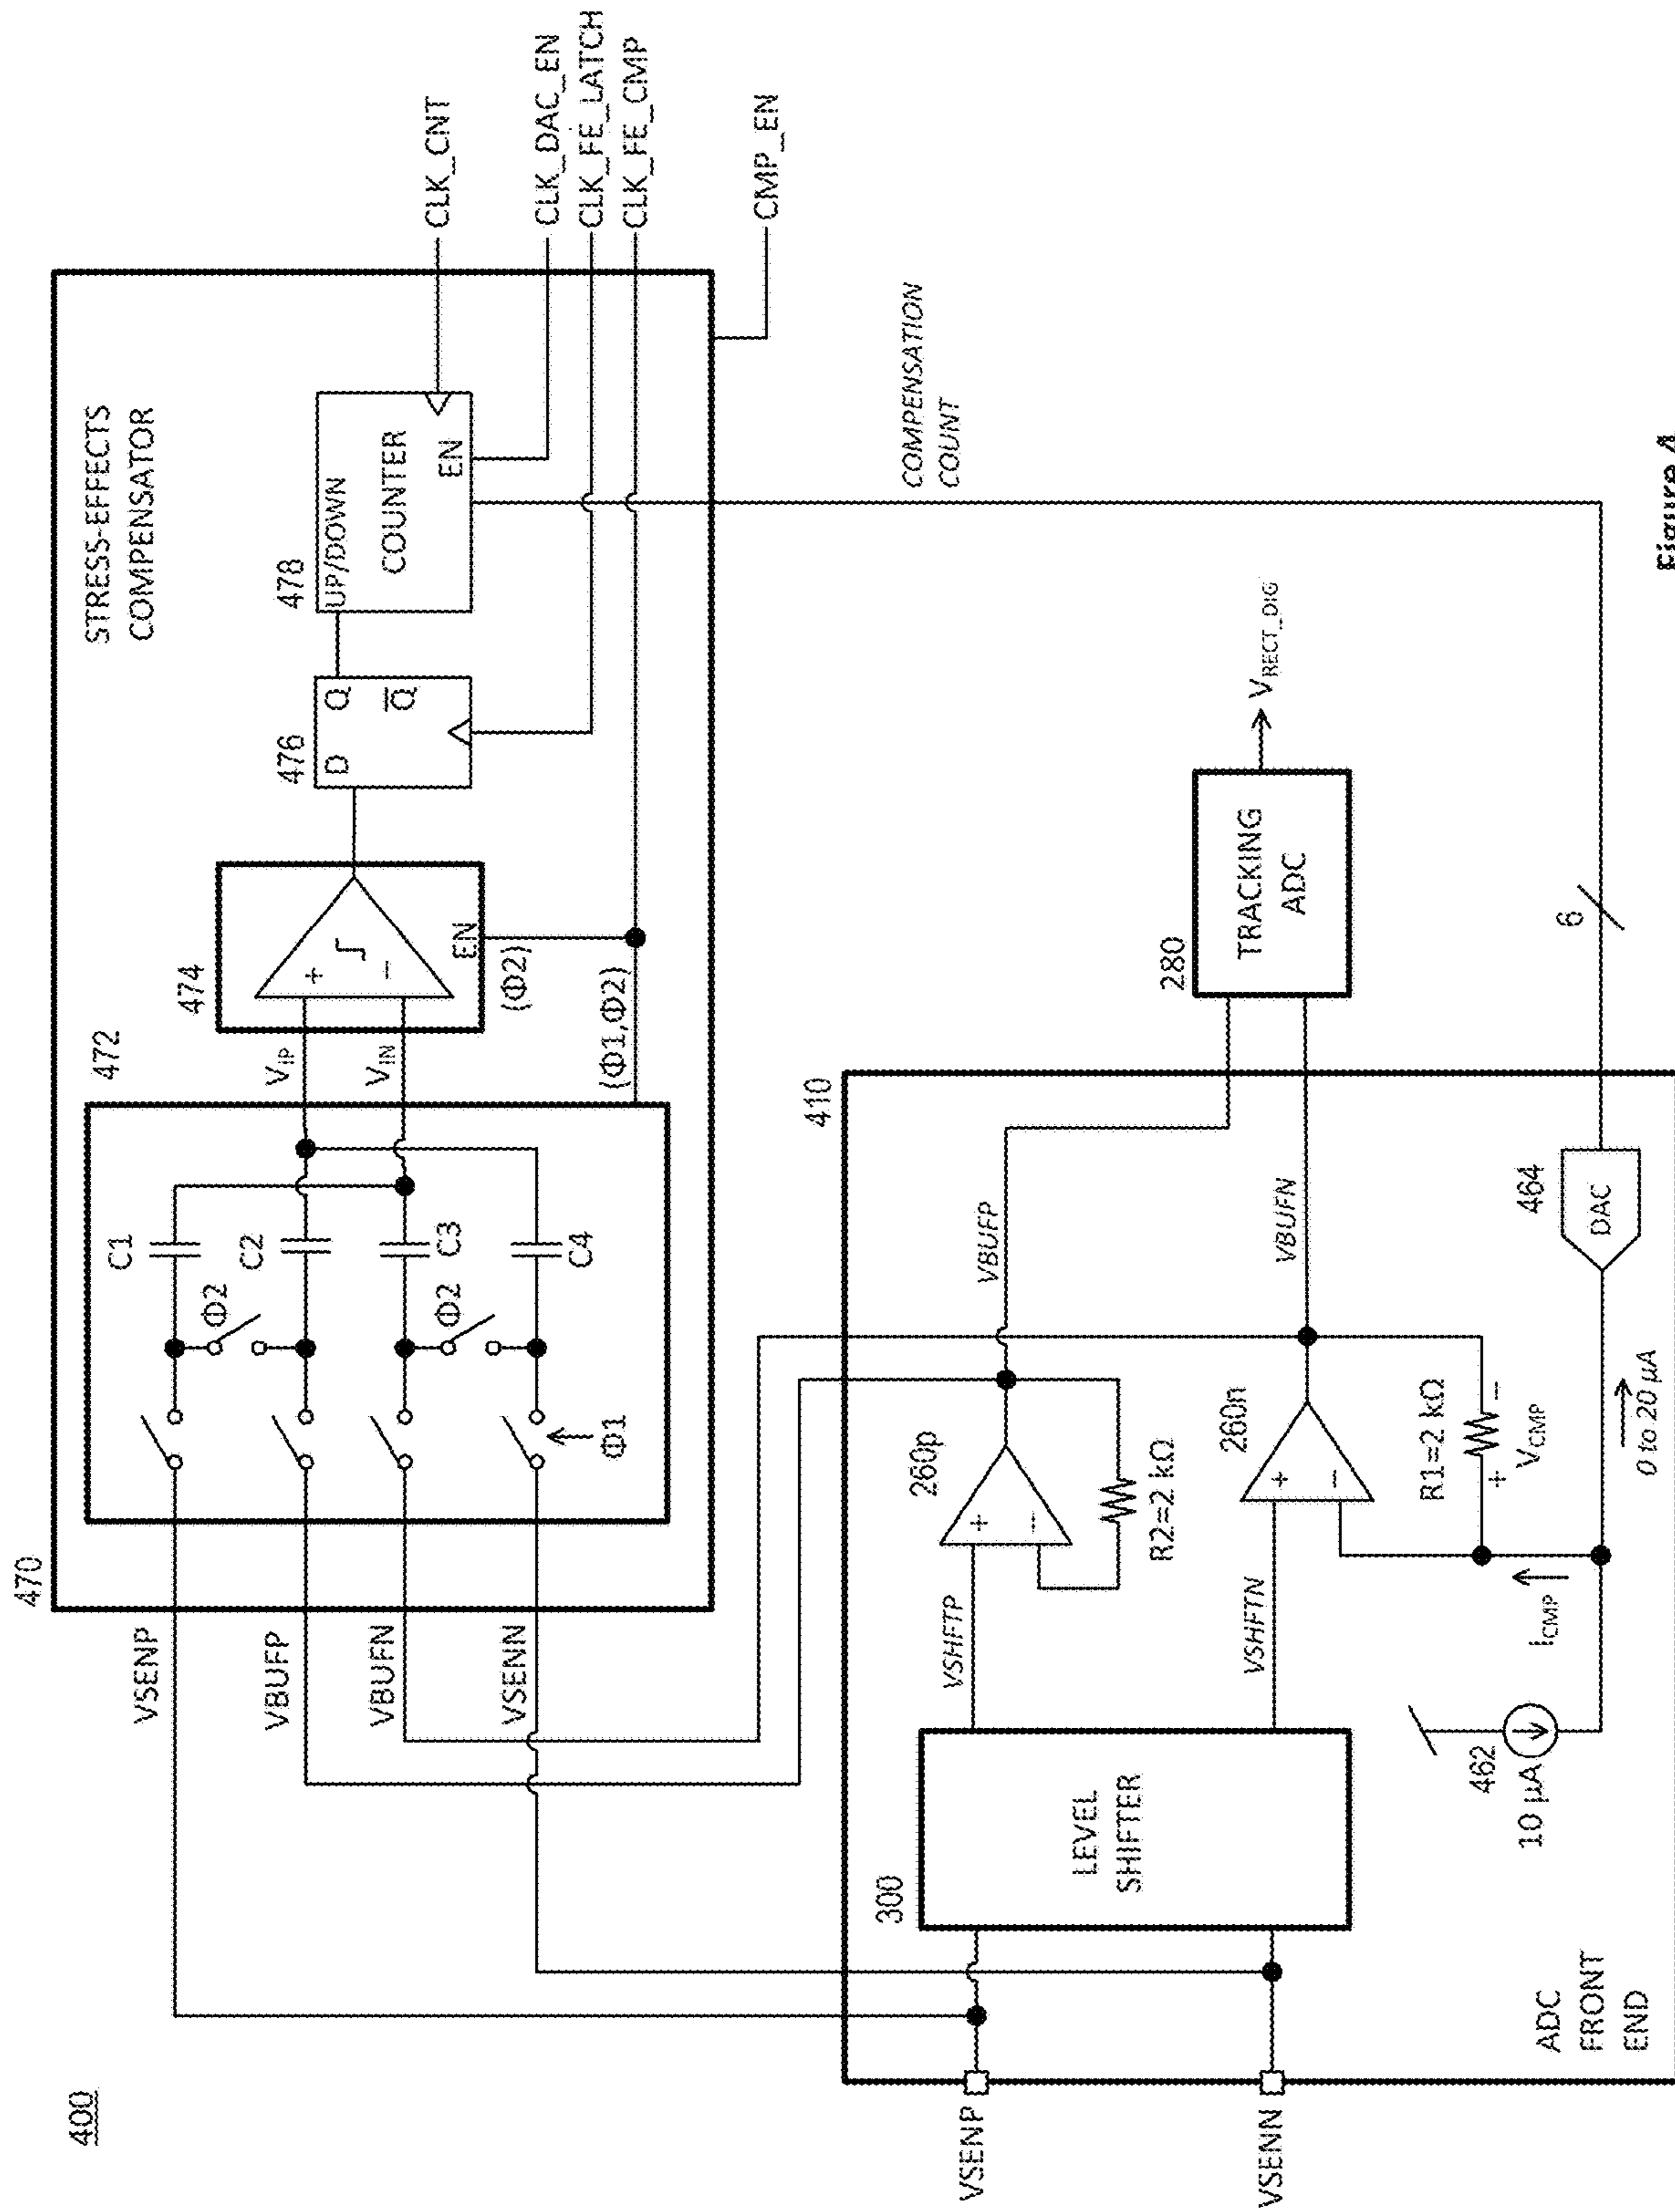 400
470
STRESS-EFFECTS
COMPENSATOR
472
474
476
478
VSENP
VBUFP
VBUFN
VSENN
C1
C2
C3
C4
Φ2
Φ2
Φ1
V_IP
V_IN
+
−
EN
(Φ2)
(Φ1,Φ2)
D
Q
Q̅
UP/DOWN
COUNTER
EN
CLK_CNT
CLK_DAC_EN
CLK_FE_LATCH
CLK_FE_CMP
CMP_EN
COMPENSATION
COUNT
410
VSENP
VSENN
300
LEVEL
SHIFTER
VSHFTP
VSHFTN
260p
+
−
R2=2 kΩ
260n
+
−
R1=2 kΩ
+ V_CMP −
VBUFP
VBUFN
280
TRACKING
ADC
V_RECT_DIG
462
10 µA
I_CMP
0 to 20 µA
464
DAC
6
ADC
FRONT
END
Figure 4